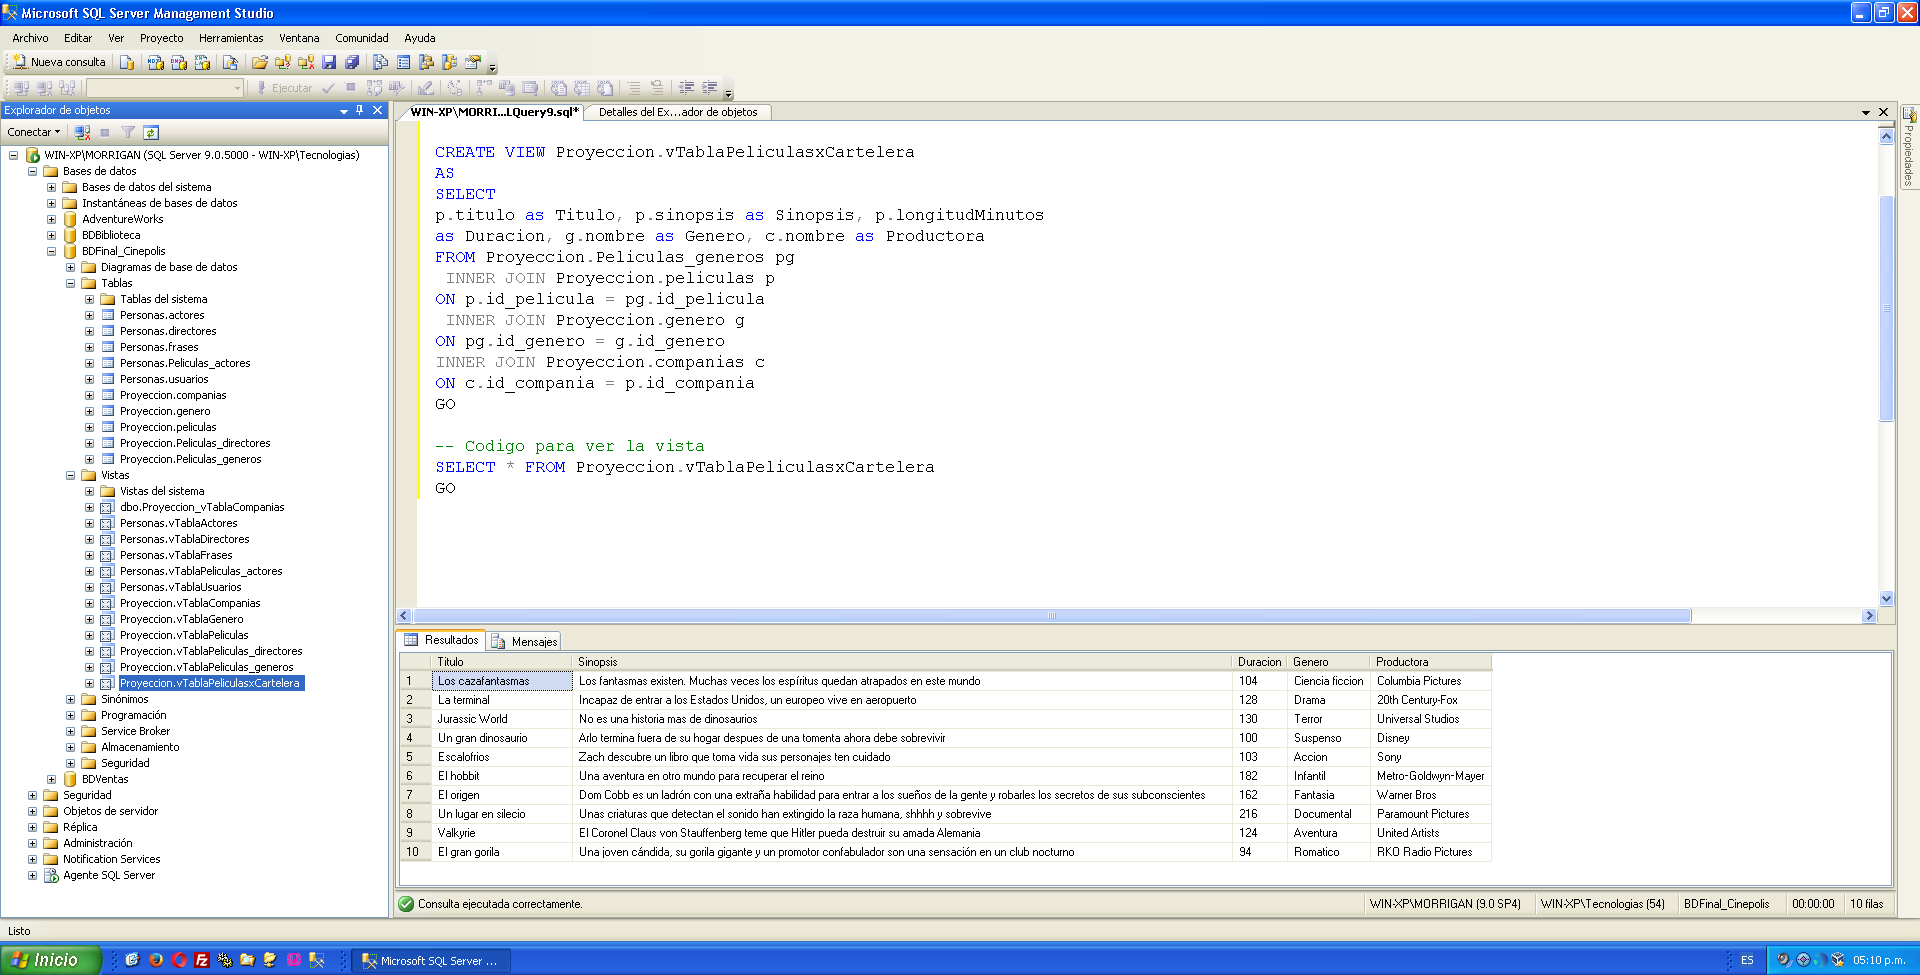 Microsoft SQL Server Management Studio
Archivo Editar Ver Proyecto Herramientas Ventana Comunidad Ayuda
Nueva consulta
Ejecutar
Explorador de objetos
Conectar
WIN-XP\MORRIGAN (SQL Server 9.0.5000 - WIN-XP\Tecnologias)
Bases de datos
Bases de datos del sistema
Instantáneas de bases de datos
AdventureWorks
BDBiblioteca
BDFinal_Cinepolis
Diagramas de base de datos
Tablas
Tablas del sistema
Personas.actores
Personas.directores
Personas.frases
Personas.Peliculas_actores
Personas.usuarios
Proyeccion.companias
Proyeccion.genero
Proyeccion.peliculas
Proyeccion.Peliculas_directores
Proyeccion.Peliculas_generos
Vistas
Vistas del sistema
dbo.Proyeccion_vTablaCompanias
Personas.vTablaActores
Personas.vTablaDirectores
Personas.vTablaFrases
Personas.vTablaPeliculas_actores
Personas.vTablaUsuarios
Proyeccion.vTablaCompanias
Proyeccion.vTablaGenero
Proyeccion.vTablaPeliculas
Proyeccion.vTablaPeliculas_directores
Proyeccion.vTablaPeliculas_generos
Proyeccion.vTablaPeliculasxCartelera
Sinónimos
Programación
Service Broker
Almacenamiento
Seguridad
BDVentas
Seguridad
Objetos de servidor
Réplica
Administración
Notification Services
Agente SQL Server
WIN-XP\MORRI...LQuery9.sql* Detalles del Ex...ador de objetos
Propiedades
CREATE VIEW Proyeccion.vTablaPeliculasxCartelera
AS
SELECT
p.titulo as Titulo, p.sinopsis as Sinopsis, p.longitudMinutos
as Duracion, g.nombre as Genero, c.nombre as Productora
FROM Proyeccion.Peliculas_generos pg
INNER JOIN Proyeccion.peliculas p
ON p.id_pelicula = pg.id_pelicula
INNER JOIN Proyeccion.genero g
ON pg.id_genero = g.id_genero
INNER JOIN Proyeccion.companias c
ON c.id_compania = p.id_compania
GO
-- Codigo para ver la vista
SELECT * FROM Proyeccion.vTablaPeliculasxCartelera
GO
Resultados Mensajes
Titulo Sinopsis Duracion Genero Productora
1 Los cazafantasmas Los fantasmas existen. Muchas veces los espíritus quedan atrapados en este mundo 104 Ciencia ficcion Columbia Pictures
2 La terminal Incapaz de entrar a los Estados Unidos, un europeo vive en aeropuerto 128 Drama 20th Century-Fox
3 Jurassic World No es una historia mas de dinosaurios 130 Terror Universal Studios
4 Un gran dinosaurio Arlo termina fuera de su hogar despues de una tomenta ahora debe sobrevivir 100 Suspenso Disney
5 Escalofrios Zach descubre un libro que toma vida sus personajes ten cuidado 103 Accion Sony
6 El hobbit Una aventura en otro mundo para recuperar el reino 182 Infantil Metro-Goldwyn-Mayer
7 El origen Dom Cobb es un ladrón con una extraña habilidad para entrar a los sueños de la gente y robarles los secretos de sus subconscientes 162 Fantasia Warner Bros
8 Un lugar en silecio Unas criaturas que detectan el sonido han extingido la raza humana, shhhh y sobrevive 216 Documental Paramount Pictures
9 Valkyrie El Coronel Claus von Stauffenberg teme que Hitler pueda destruir su amada Alemania 124 Aventura United Artists
10 El gran gorila Una joven cándida, su gorila gigante y un promotor confabulador son una sensación en un club nocturno 94 Romatico RKO Radio Pictures
Consulta ejecutada correctamente. WIN-XP\MORRIGAN (9.0 SP4) WIN-XP\Tecnologias (54) BDFinal_Cinepolis 00:00:00 10 filas
Listo
Inicio Microsoft SQL Server ... ES 05:10 p.m.